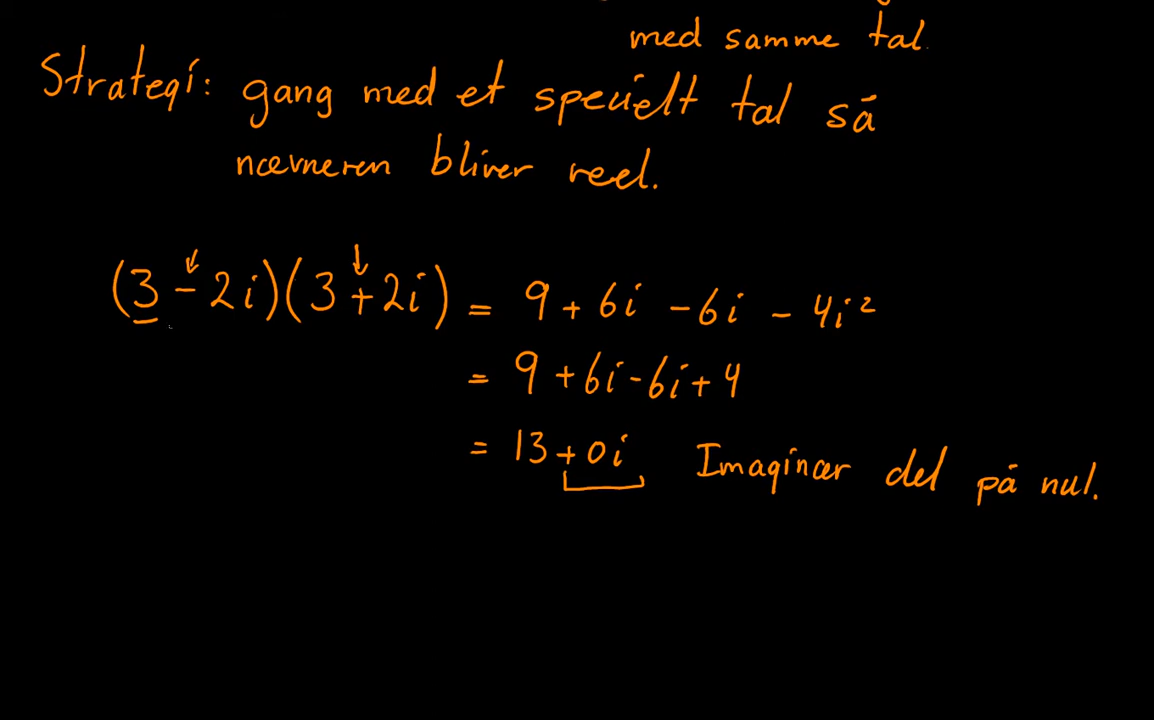 med samme tal.
Strategi: gang med et specielt tal så
nævneren bliver reel.
(3 - 2i)(3 + 2i) = 9 + 6i - 6i - 4i²
= 9 + 6i - 6i + 4
= 13 + 0i Imaginær del på nul.